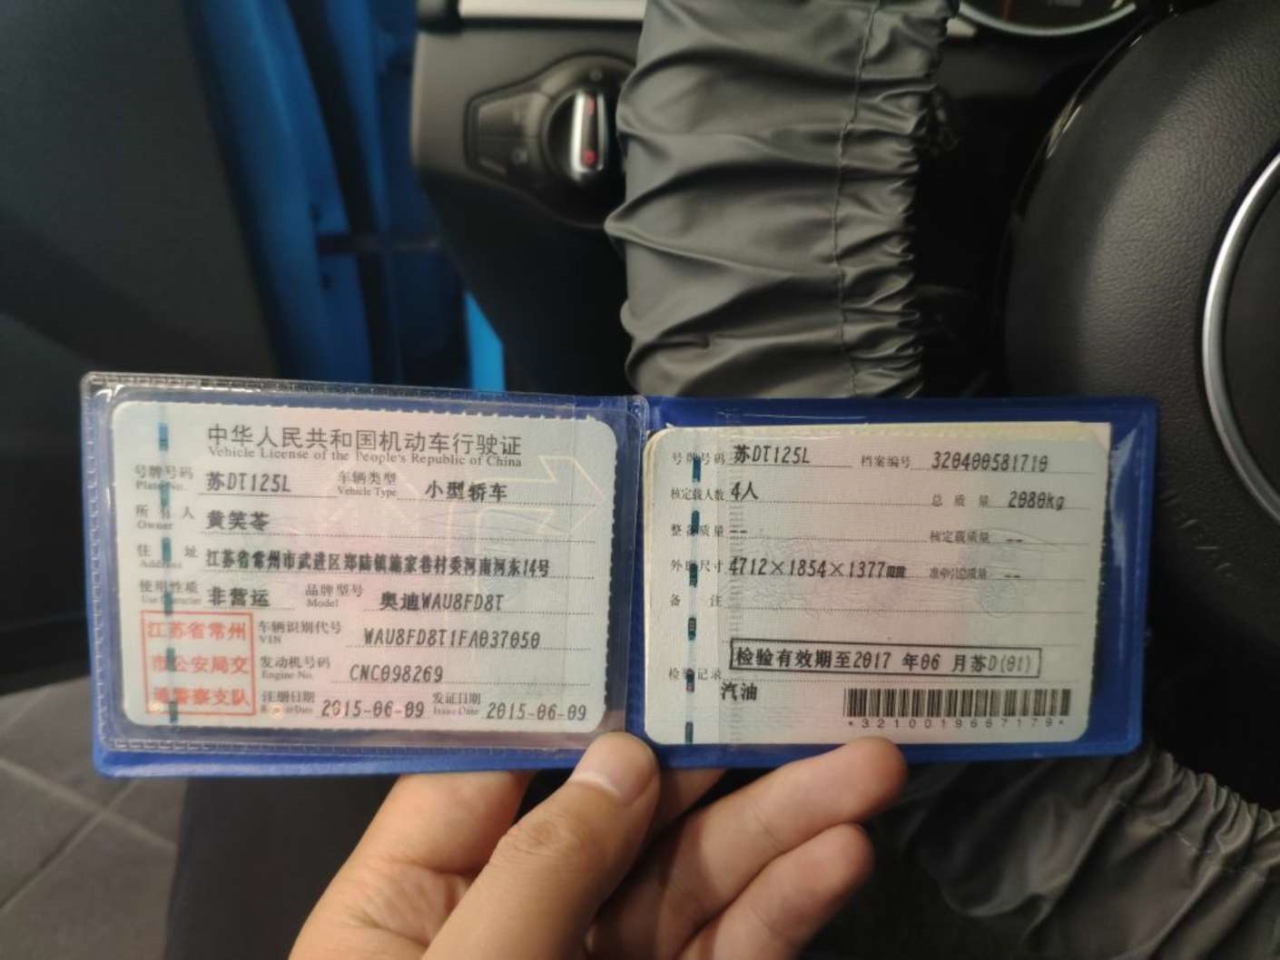 中华人民共和国机动车行驶证
Vehicle License of the People's Republic of China
号牌号码 苏DT125L 车辆类型 小型轿车
Plate No. Vehicle Type
所有人 黄笑苓
Owner
住址 江苏省常州市武进区郑陆镇施家巷村委河南河东14号
Address
使用性质 非营运 品牌型号 奥迪WAU8FD8T
Use Character Model
江苏省常州
市公安局交
通警察支队
车辆识别代号 WAU8FD8T1FA037050
VIN
发动机号码 CNC098269
Engine No.
注册日期 2015-06-09 发证日期 2015-06-09
Register Date Issue Date
号牌号码 苏DT125L 档案编号 320400581710
核定载人数 4人 总质量 2080kg
整备质量 -- 核定载质量 --
外廓尺寸 4712×1854×1377mm 准牵引总质量 --
备注
检验有效期至2017 年06 月苏D(01)
检验记录
汽油
*3210019667179*